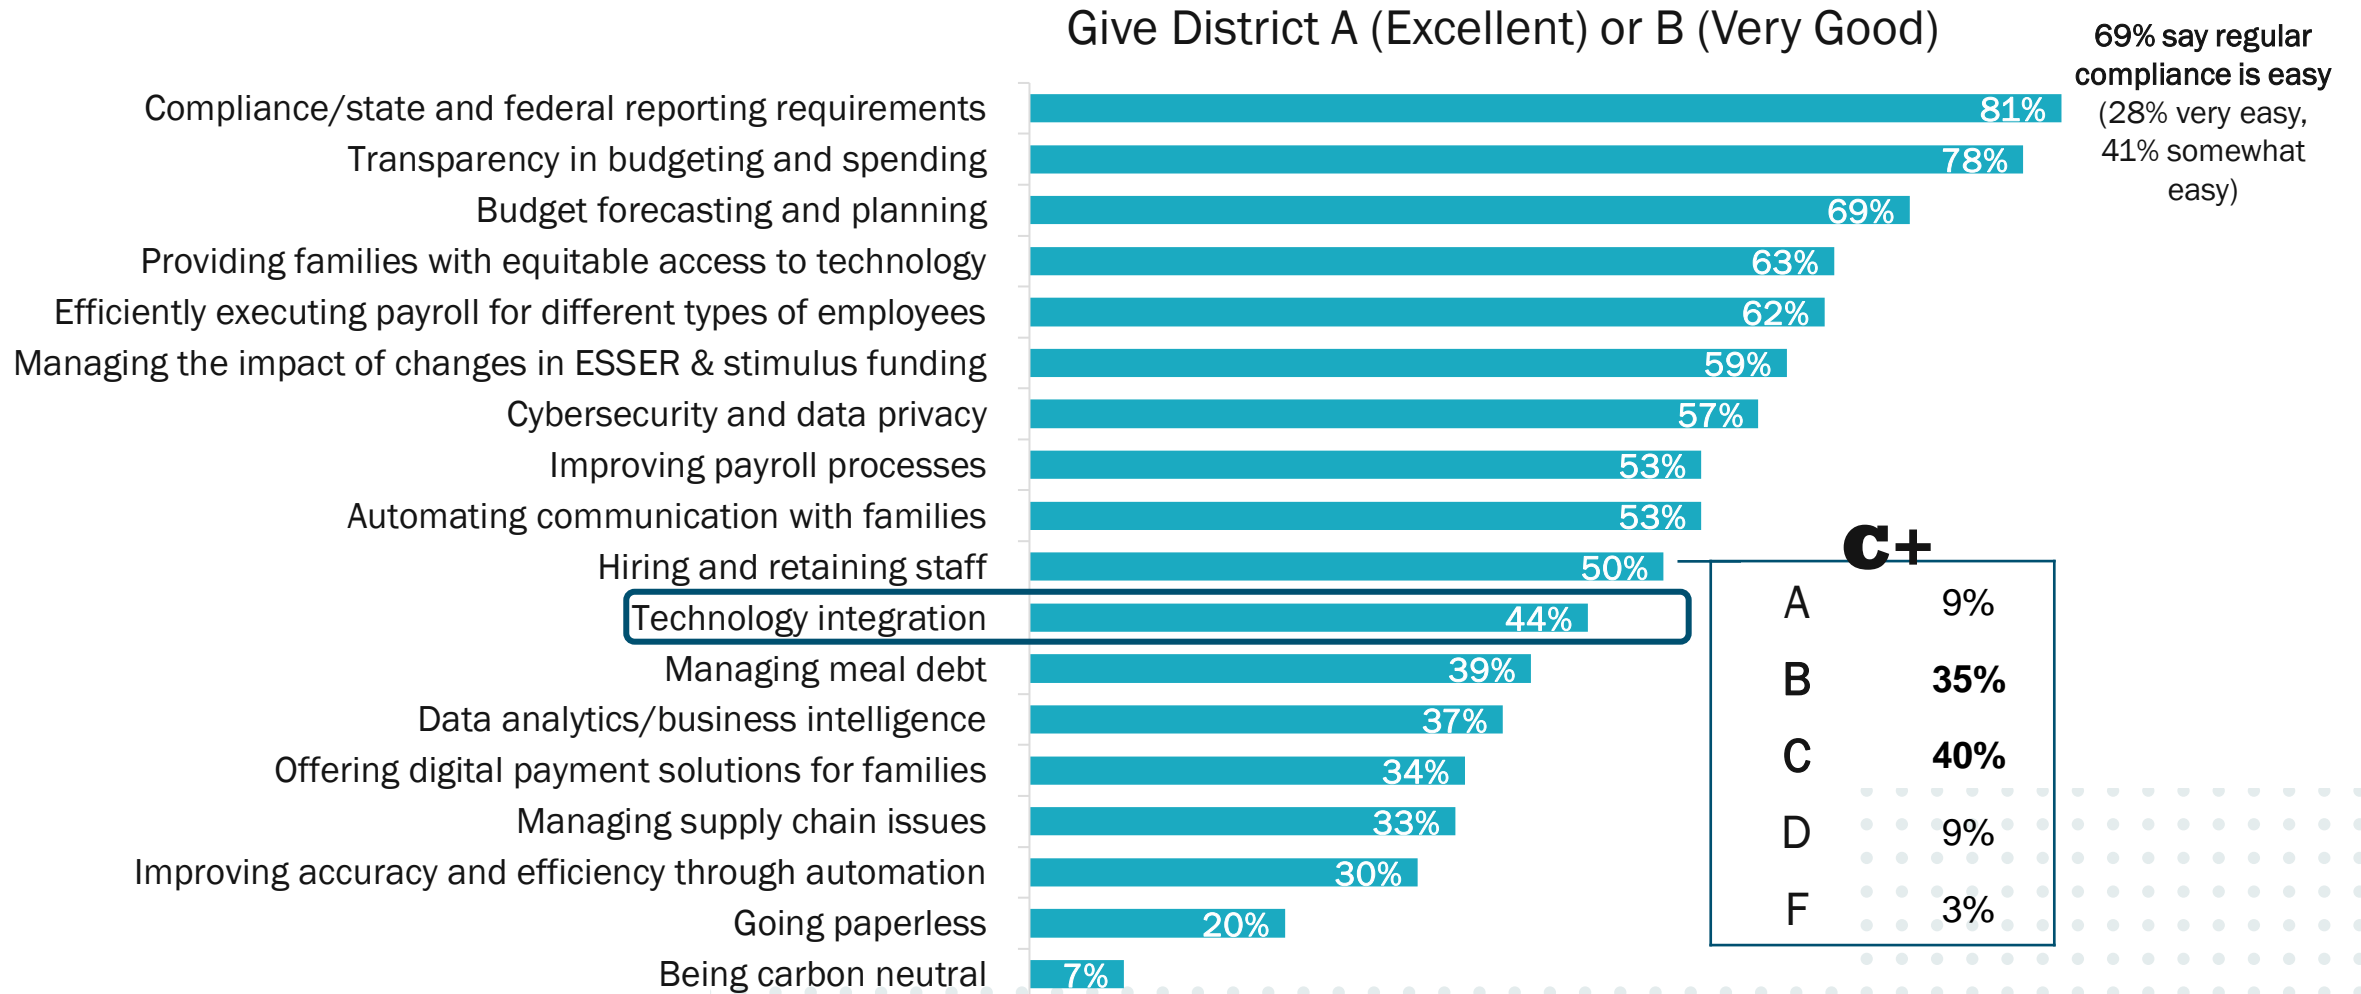 Give District A (Excellent) or B (Very Good)
69% say regular
compliance is easy
(28% very easy,
41% somewhat
easy)
Compliance/state and federal reporting requirements 81%
Transparency in budgeting and spending 78%
Budget forecasting and planning 69%
Providing families with equitable access to technology 63%
Efficiently executing payroll for different types of employees 62%
Managing the impact of changes in ESSER & stimulus funding 59%
Cybersecurity and data privacy 57%
Improving payroll processes 53%
Automating communication with families 53%
Hiring and retaining staff 50%
Technology integration 44%
Managing meal debt 39%
Data analytics/business intelligence 37%
Offering digital payment solutions for families 34%
Managing supply chain issues 33%
Improving accuracy and efficiency through automation 30%
Going paperless 20%
Being carbon neutral 7%
C+
A 9%
B 35%
C 40%
D 9%
F 3%